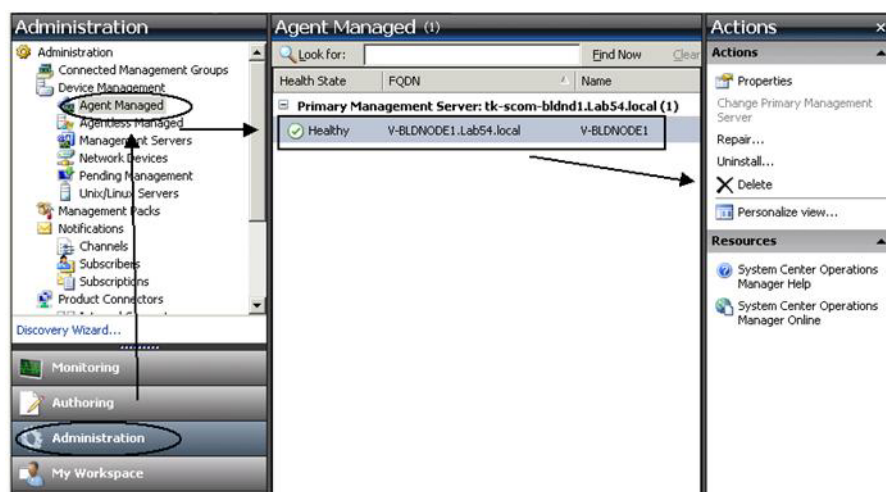 Administration
Administration
Connected Management Groups
Device Management
Agent Managed
Agentless Managed
Management Servers
Network Devices
Pending Management
Unix/Linux Servers
Management Packs
Notifications
Channels
Subscribers
Subscriptions
Product Connectors
Discovery Wizard...
Monitoring
Authoring
Administration
My Workspace
Agent Managed (1)
Look for:
Find Now
Clear
Health State
FQDN
Name
Primary Management Server: tk-scom-bldnd1.Lab54.local (1)
Healthy
V-BLDNODE1.Lab54.local
V-BLDNODE1
Actions
Actions
Properties
Change Primary Management
Server
Repair...
Uninstall...
Delete
Personalize view...
Resources
System Center Operations
Manager Help
System Center Operations
Manager Online